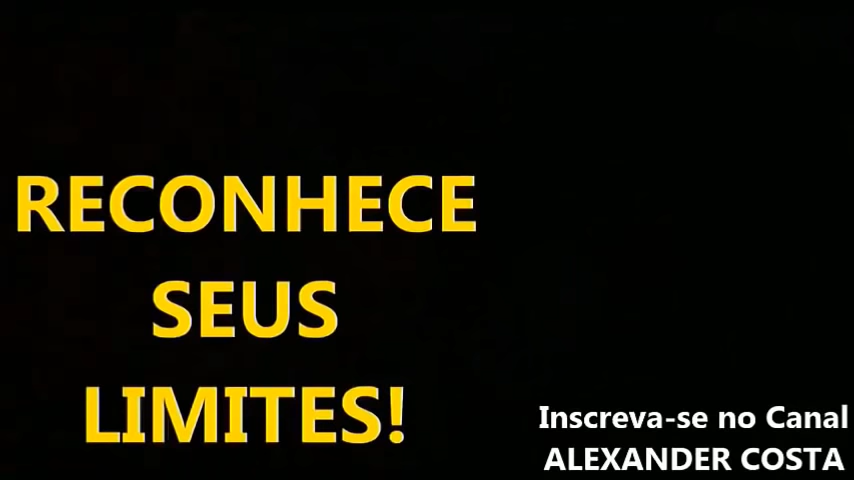 RECONHECE
SEUS
LIMITES!
Inscreva-se no Canal
ALEXANDER COSTA